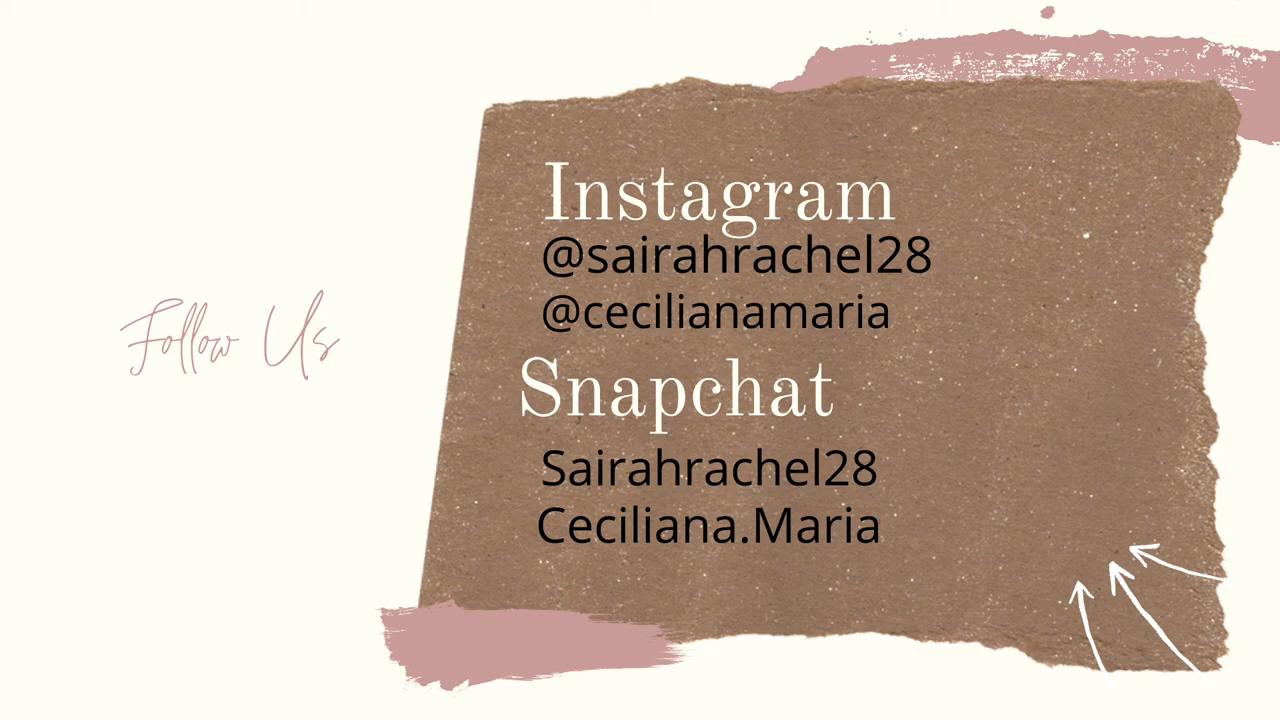 Follow Us
Instagram
@sairahrachel28
@cecilianamaria
Snapchat
Sairahrachel28
Ceciliana.Maria